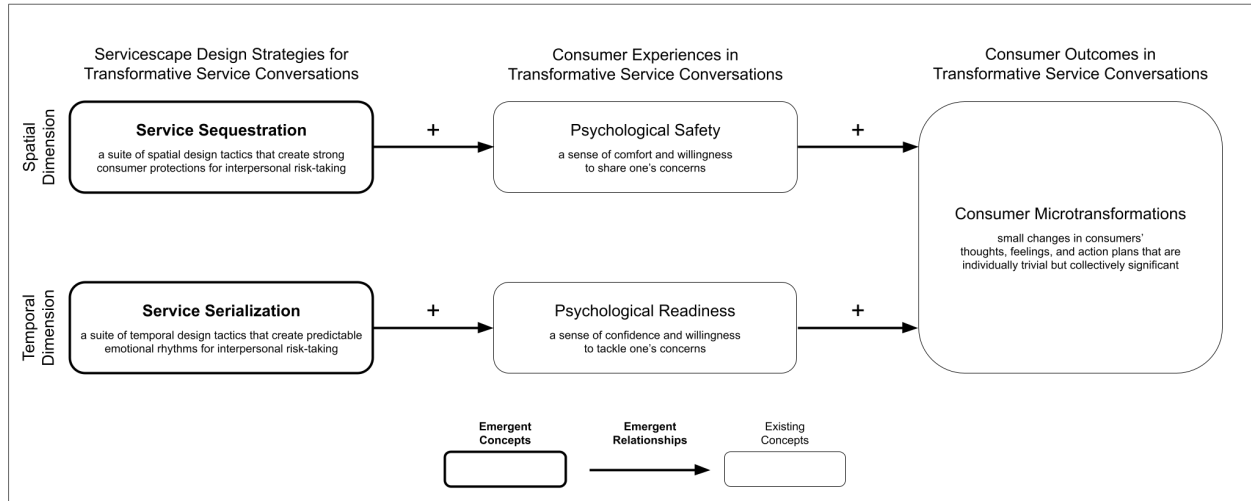 Servicescape Design Strategies for
Transformative Service Conversations
Consumer Experiences in
Transformative Service Conversations
Consumer Outcomes in
Transformative Service Conversations
Spatial
Dimension
Service Sequestration
a suite of spatial design tactics that create strong
consumer protections for interpersonal risk-taking
+
Psychological Safety
a sense of comfort and willingness
to share one's concerns
+
Consumer Microtransformations
small changes in consumers'
thoughts, feelings, and action plans that are
individually trivial but collectively significant
Temporal
Dimension
Service Serialization
a suite of temporal design tactics that create predictable
emotional rhythms for interpersonal risk-taking
+
Psychological Readiness
a sense of confidence and willingness
to tackle one's concerns
+
Emergent
Concepts
Emergent
Relationships
Existing
Concepts